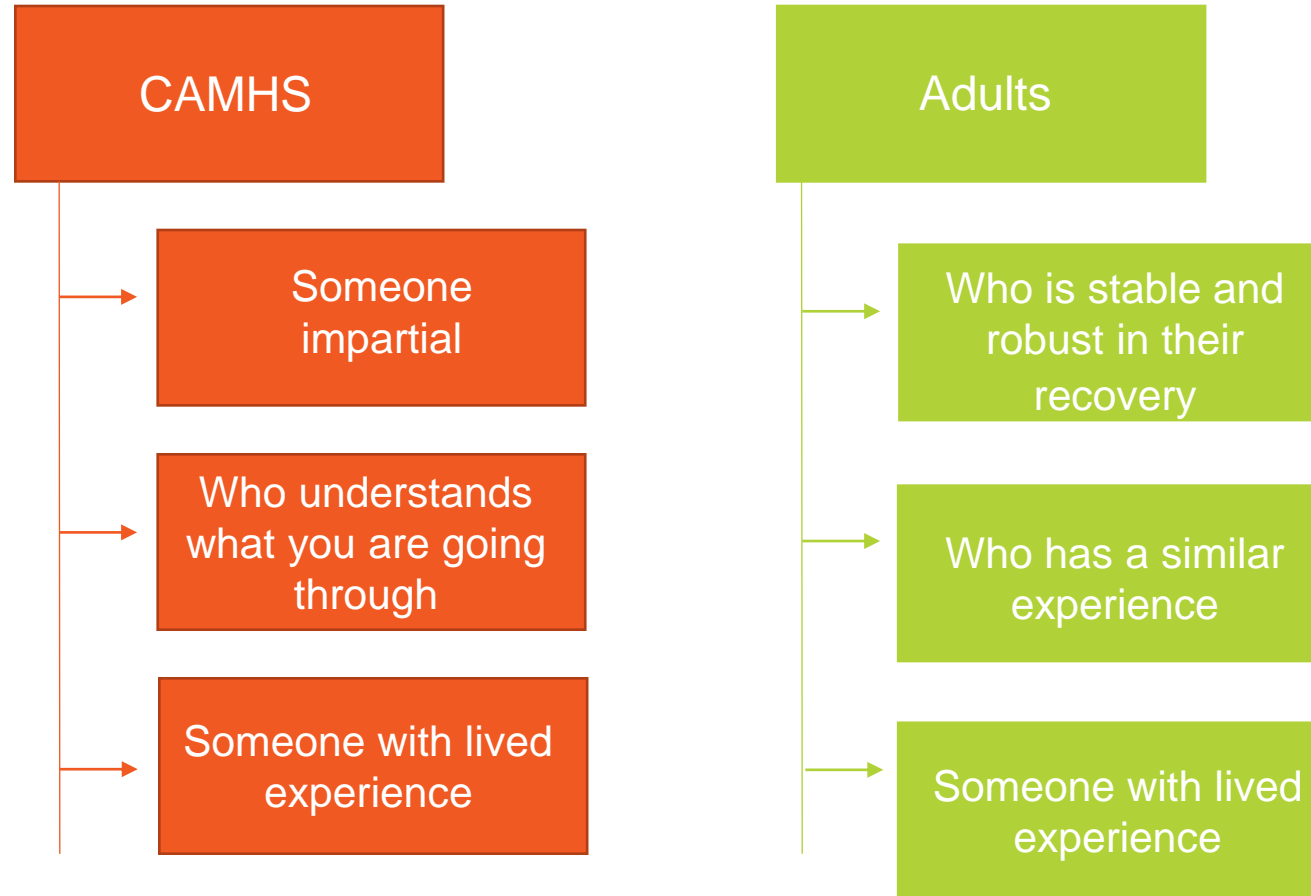 CAMHS
Someone
impartial
Who understands
what you are going
through
Someone with lived
experience
Adults
Who is stable and
robust in their
recovery
Who has a similar
experience
Someone with lived
experience